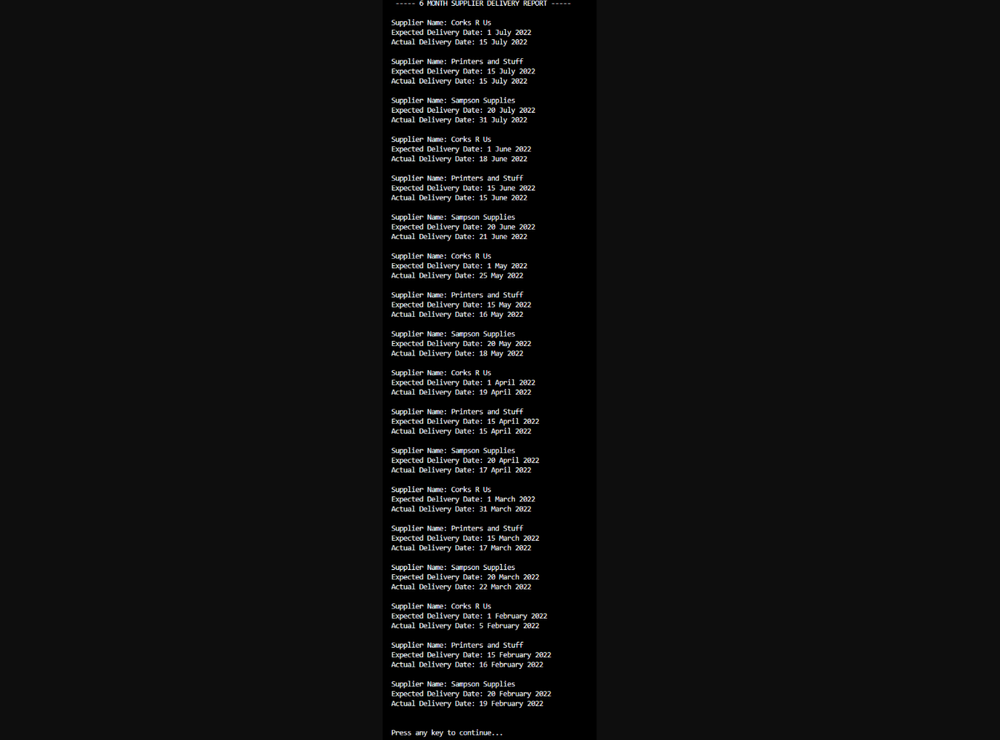 ----- 6 MONTH SUPPLIER DELIVERY REPORT -----
Supplier Name: Corks R Us
Expected Delivery Date: 1 July 2022
Actual Delivery Date: 15 July 2022
Supplier Name: Printers and Stuff
Expected Delivery Date: 15 July 2022
Actual Delivery Date: 15 July 2022
Supplier Name: Sampson Supplies
Expected Delivery Date: 20 July 2022
Actual Delivery Date: 31 July 2022
Supplier Name: Corks R Us
Expected Delivery Date: 1 June 2022
Actual Delivery Date: 18 June 2022
Supplier Name: Printers and Stuff
Expected Delivery Date: 15 June 2022
Actual Delivery Date: 15 June 2022
Supplier Name: Sampson Supplies
Expected Delivery Date: 20 June 2022
Actual Delivery Date: 21 June 2022
Supplier Name: Corks R Us
Expected Delivery Date: 1 May 2022
Actual Delivery Date: 25 May 2022
Supplier Name: Printers and Stuff
Expected Delivery Date: 15 May 2022
Actual Delivery Date: 16 May 2022
Supplier Name: Sampson Supplies
Expected Delivery Date: 20 May 2022
Actual Delivery Date: 18 May 2022
Supplier Name: Corks R Us
Expected Delivery Date: 1 April 2022
Actual Delivery Date: 19 April 2022
Supplier Name: Printers and Stuff
Expected Delivery Date: 15 April 2022
Actual Delivery Date: 15 April 2022
Supplier Name: Sampson Supplies
Expected Delivery Date: 20 April 2022
Actual Delivery Date: 17 April 2022
Supplier Name: Corks R Us
Expected Delivery Date: 1 March 2022
Actual Delivery Date: 31 March 2022
Supplier Name: Printers and Stuff
Expected Delivery Date: 15 March 2022
Actual Delivery Date: 17 March 2022
Supplier Name: Sampson Supplies
Expected Delivery Date: 20 March 2022
Actual Delivery Date: 22 March 2022
Supplier Name: Corks R Us
Expected Delivery Date: 1 February 2022
Actual Delivery Date: 5 February 2022
Supplier Name: Printers and Stuff
Expected Delivery Date: 15 February 2022
Actual Delivery Date: 16 February 2022
Supplier Name: Sampson Supplies
Expected Delivery Date: 20 February 2022
Actual Delivery Date: 19 February 2022
Press any key to continue...